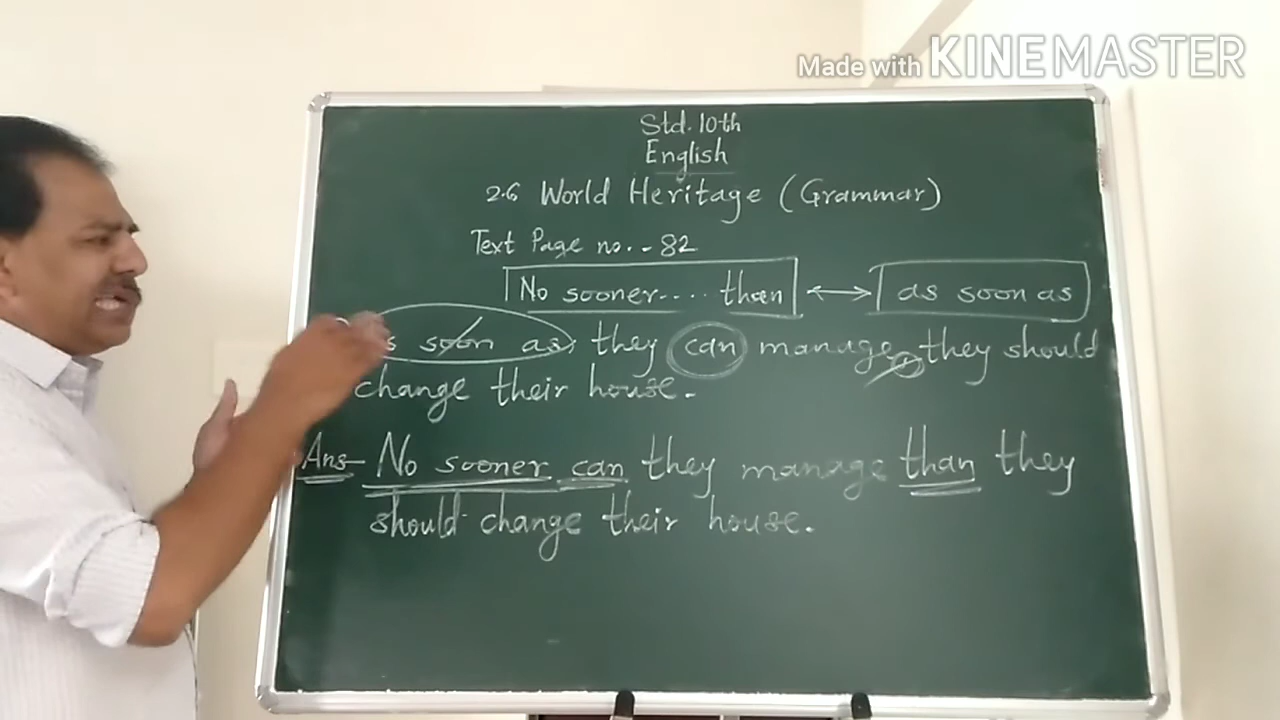 Made with KINEMASTER
Std. 10th
English
2.6 World Heritage (Grammar)
Text Page no. - 82
No sooner.... than ↔ as soon as
s soon as, they can manage, they should
change their house.
Ans- No sooner can they manage than they
should change their house.